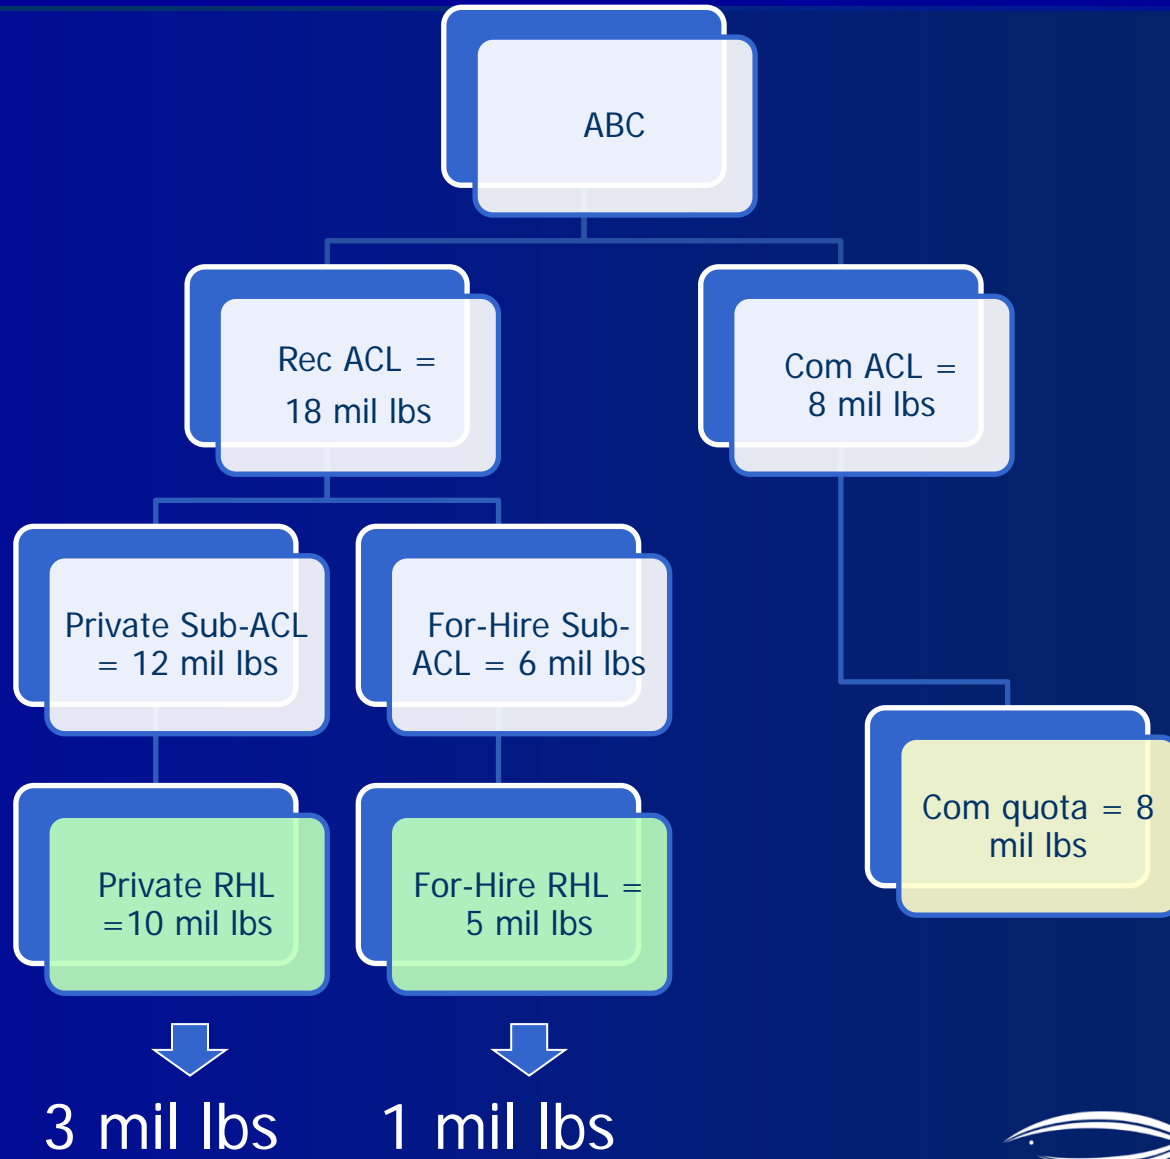 ABC
Rec ACL =
18 mil lbs
Com ACL =
8 mil lbs
Private Sub-ACL
= 12 mil lbs
For-Hire Sub-
ACL = 6 mil lbs
Com quota = 8
mil lbs
Private RHL
=10 mil lbs
For-Hire RHL =
5 mil lbs
3 mil lbs
1 mil lbs